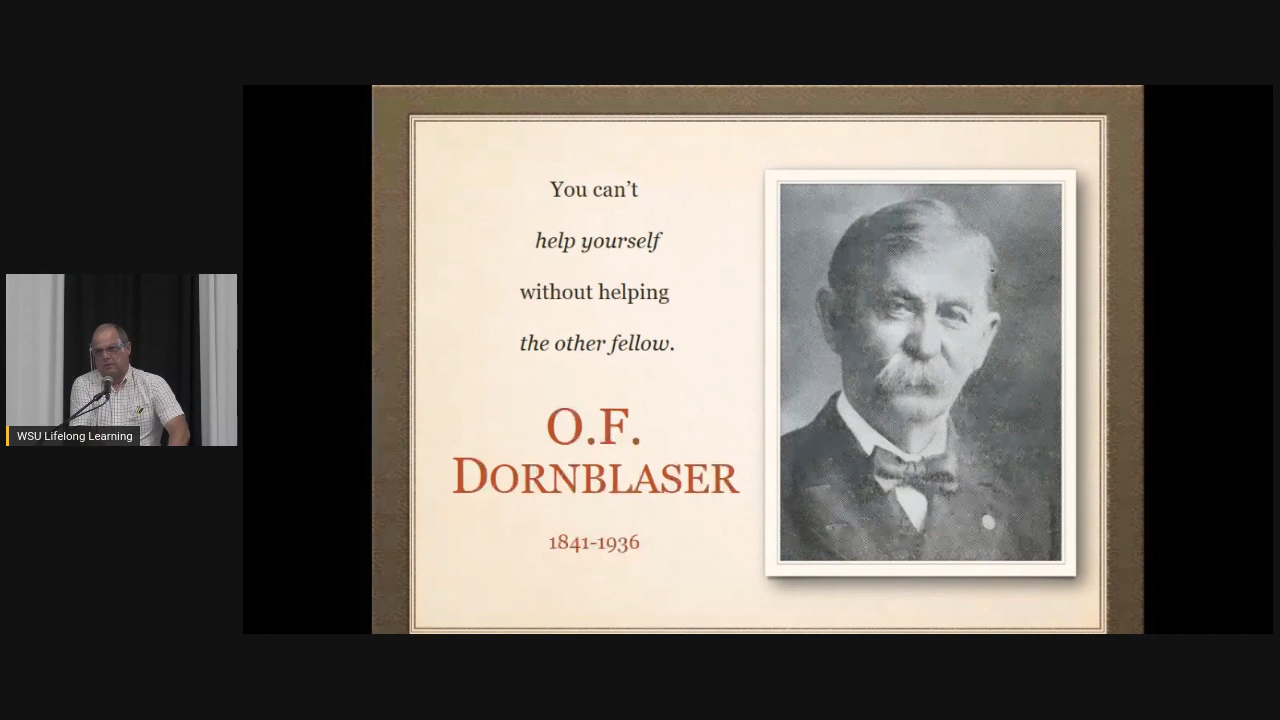 You can't
help yourself
without helping
the other fellow.
O.F.
DORNBLASER
1841-1936
WSU Lifelong Learning